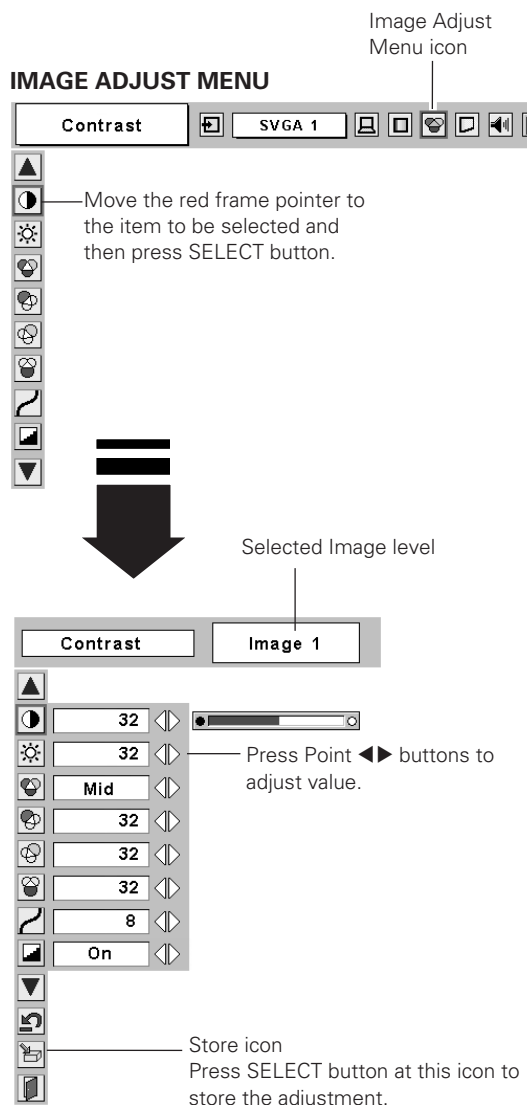 Image Adjust
Menu icon
IMAGE ADJUST MENU
Contrast
SVGA 1
Move the red frame pointer to
the item to be selected and
then press SELECT button.
Selected Image level
Contrast
Image 1
32
32
Press Point ◀▶ buttons to
adjust value.
Mid
32
32
32
8
On
Store icon
Press SELECT button at this icon to
store the adjustment.